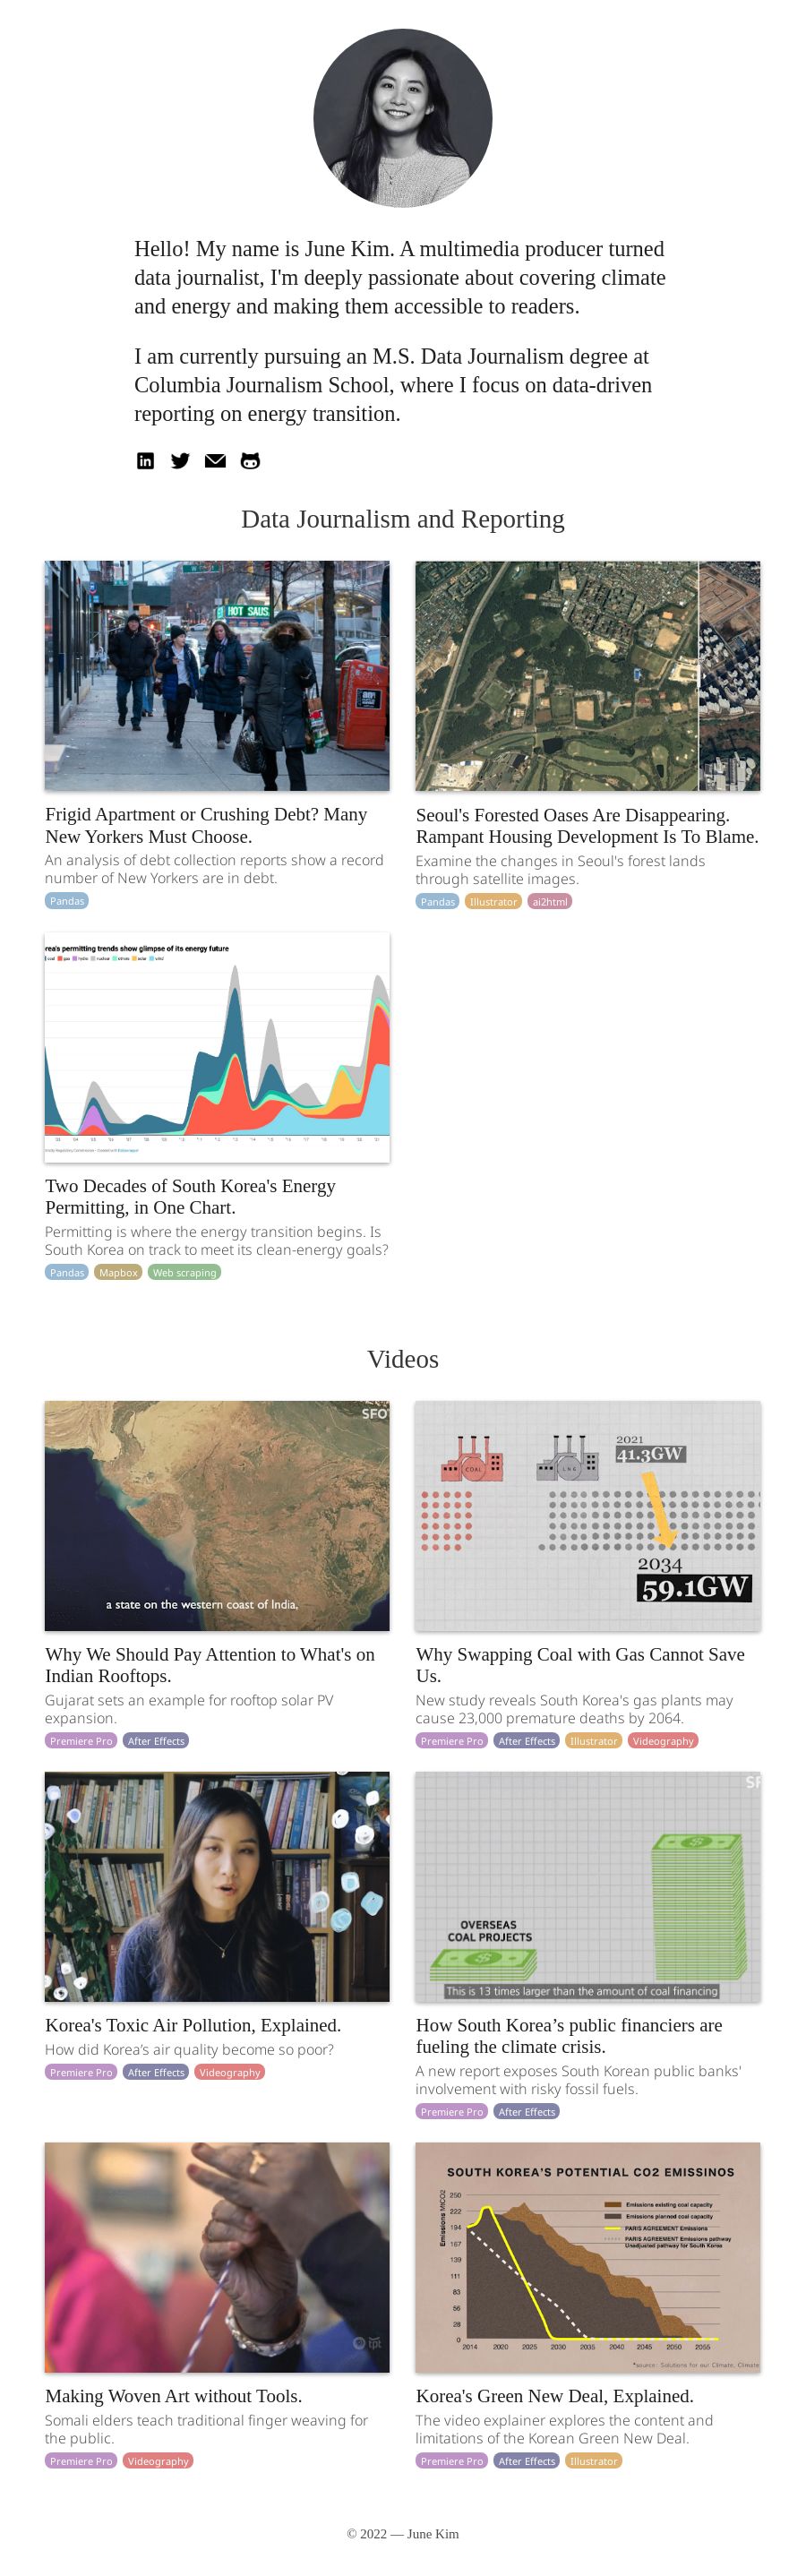 Hello! My name is June Kim. A multimedia producer turned
data journalist, I'm deeply passionate about covering climate
and energy and making them accessible to readers.
I am currently pursuing an M.S. Data Journalism degree at
Columbia Journalism School, where I focus on data-driven
reporting on energy transition.
in
Data Journalism and Reporting
HOT SAUS
Frigid Apartment or Crushing Debt? Many
New Yorkers Must Choose.
An analysis of debt collection reports show a record
number of New Yorkers are in debt.
Pandas
Seoul's Forested Oases Are Disappearing.
Rampant Housing Development Is To Blame.
Examine the changes in Seoul's forest lands
through satellite images.
Pandas Illustrator ai2html
rea's permitting trends show glimpse of its energy future
Two Decades of South Korea's Energy
Permitting, in One Chart.
Permitting is where the energy transition begins. Is
South Korea on track to meet its clean-energy goals?
Pandas Mapbox Web scraping
Videos
SFO
a state on the western coast of India,
Why We Should Pay Attention to What's on
Indian Rooftops.
Gujarat sets an example for rooftop solar PV
expansion.
Premiere Pro After Effects
2021
41.3GW
COAL
LNG
2034
59.1GW
Why Swapping Coal with Gas Cannot Save
Us.
New study reveals South Korea's gas plants may
cause 23,000 premature deaths by 2064.
Premiere Pro After Effects Illustrator Videography
Korea's Toxic Air Pollution, Explained.
How did Korea's air quality become so poor?
Premiere Pro After Effects Videography
SF
OVERSEAS
COAL PROJECTS
This is 13 times larger than the amount of coal financing
How South Korea’s public financiers are
fueling the climate crisis.
A new report exposes South Korean public banks'
involvement with risky fossil fuels.
Premiere Pro After Effects
tpt
Making Woven Art without Tools.
Somali elders teach traditional finger weaving for
the public.
Premiere Pro Videography
SOUTH KOREA'S POTENTIAL CO2 EMISSINOS
Emissions MtCO2
250
222
194
167
139
111
83
56
28
0
2014 2020 2025 2030 2035 2040 2045 2050 2055
Emissions existing coal capacity
Emissions planned coal capacity
PARIS AGREEMENT Emissions
PARIS AGREEMENT Emissions pathway
Unadjusted pathway for South Korea
*source: Solutions for our Climate, Climate
Korea's Green New Deal, Explained.
The video explainer explores the content and
limitations of the Korean Green New Deal.
Premiere Pro After Effects Illustrator
© 2022 — June Kim